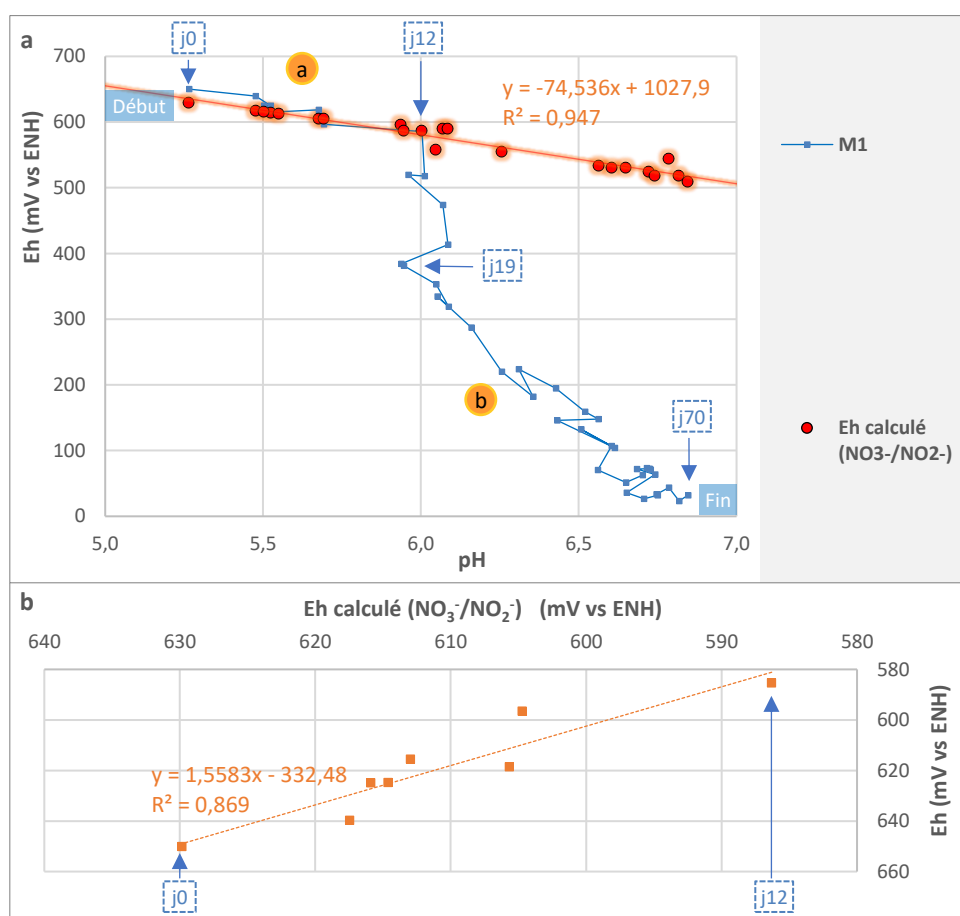 a
j0
j12
700
600
500
400
300
200
100
0
Eh (mV vs ENH)
Début
a
y = -74,536x + 1027,9
R² = 0,947
j19
b
j70
Fin
5,0 5,5 6,0 6,5 7,0
pH
M1
Eh calculé
(NO3-/NO2-)
b
Eh calculé (NO₃⁻/NO₂⁻) (mV vs ENH)
640 630 620 610 600 590 580
580
600
620
640
660
Eh (mV vs ENH)
y = 1,5583x - 332,48
R² = 0,869
j0
j12